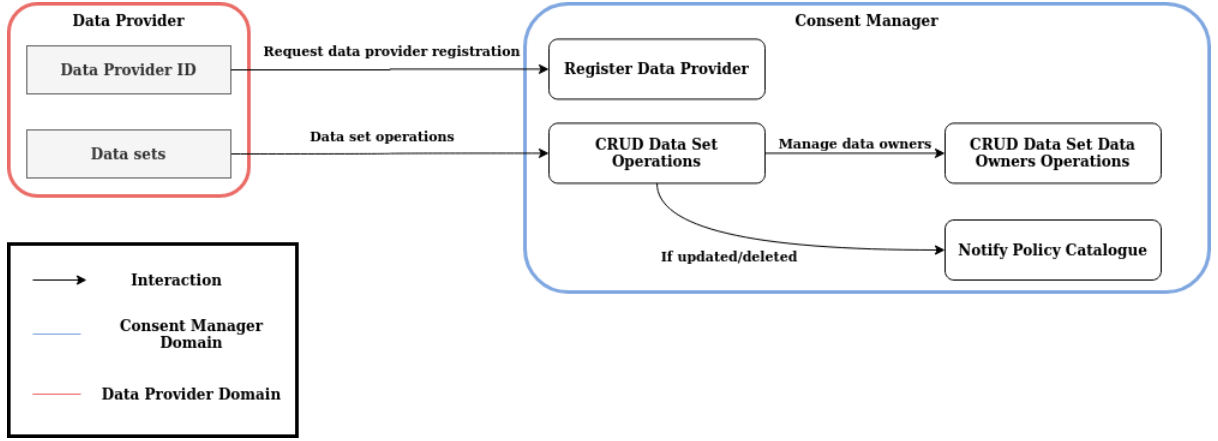 Data Provider
Data Provider ID
Data sets
Request data provider registration
Data set operations
Consent Manager
Register Data Provider
CRUD Data Set
Operations
Manage data owners
CRUD Data Set Data
Owners Operations
If updated/deleted
Notify Policy Catalogue
Interaction
Consent Manager
Domain
Data Provider Domain